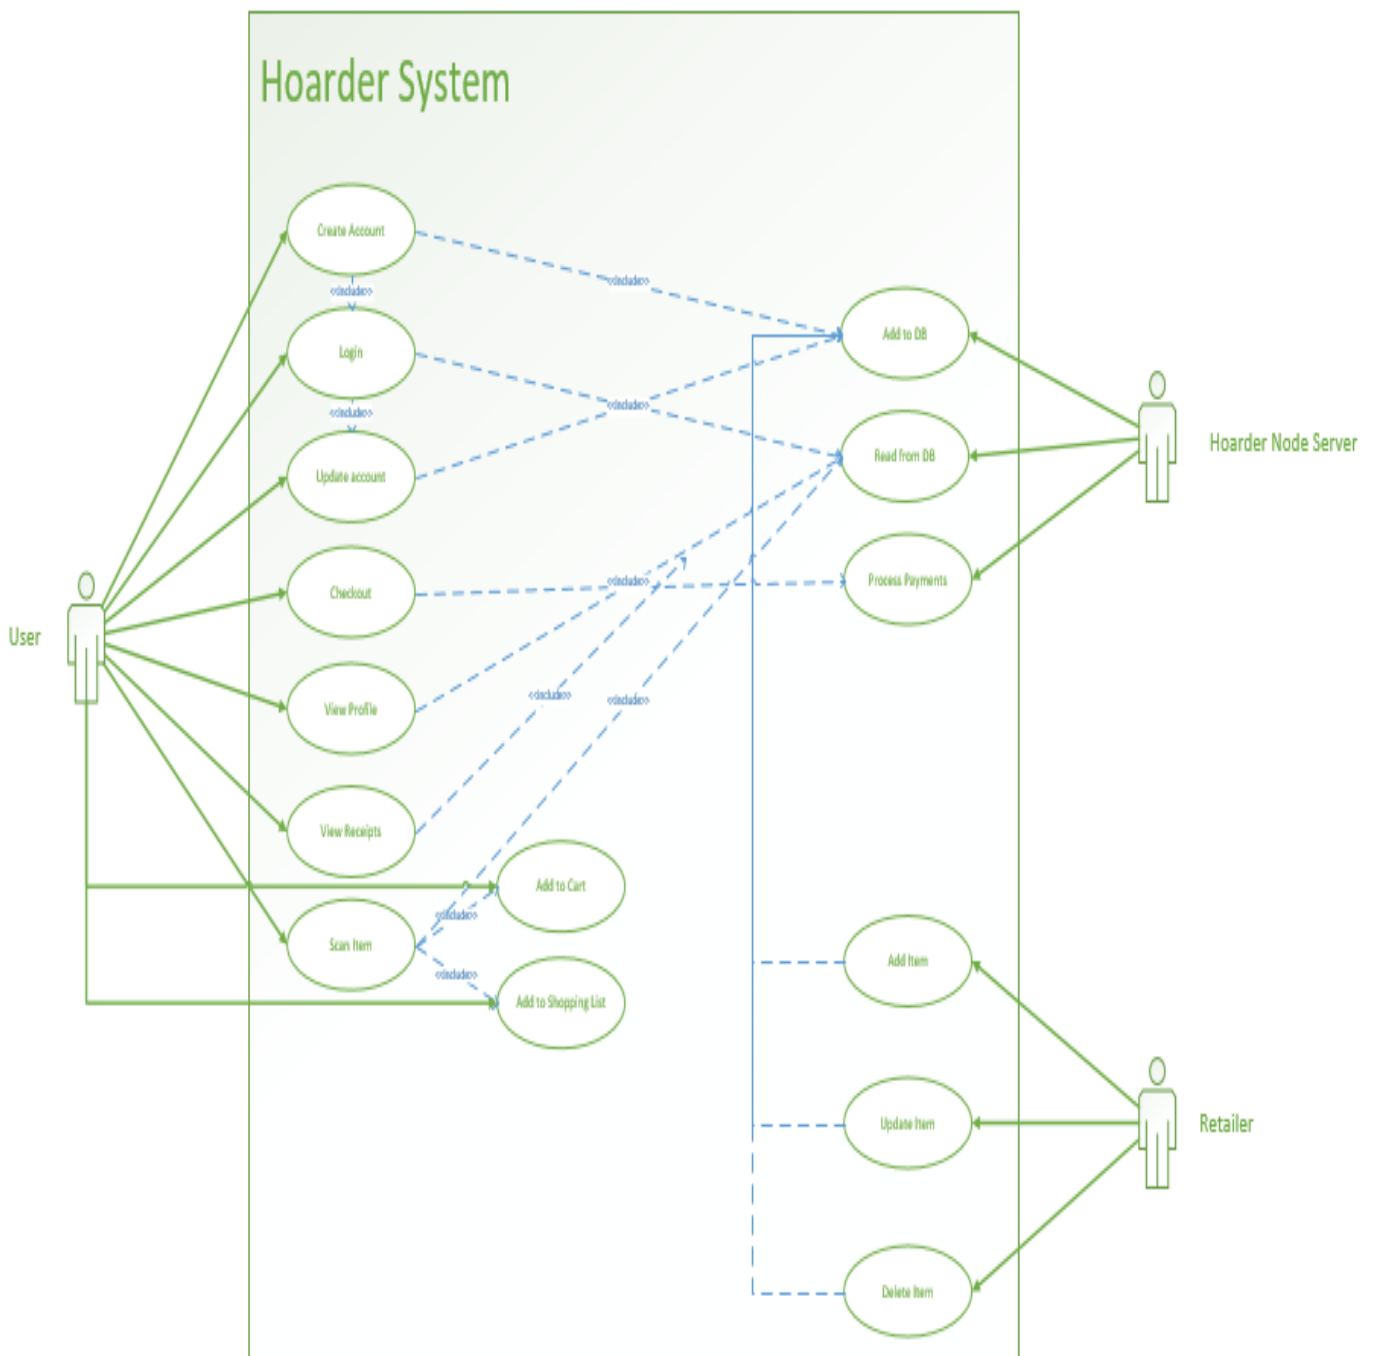 Hoarder System
Create Account
<<include>>
<<include>>
Login
Add to DB
<<include>>
<<include>>
Update account
Read from DB
Hoarder Node Server
Checkout
<<include>>
Process Payments
User
View Profile
<<include>>
<<include>>
View Receipts
Add to Cart
<<include>>
Scan Item
<<include>>
Add to Shopping List
Add Item
Update Item
Retailer
Delete Item